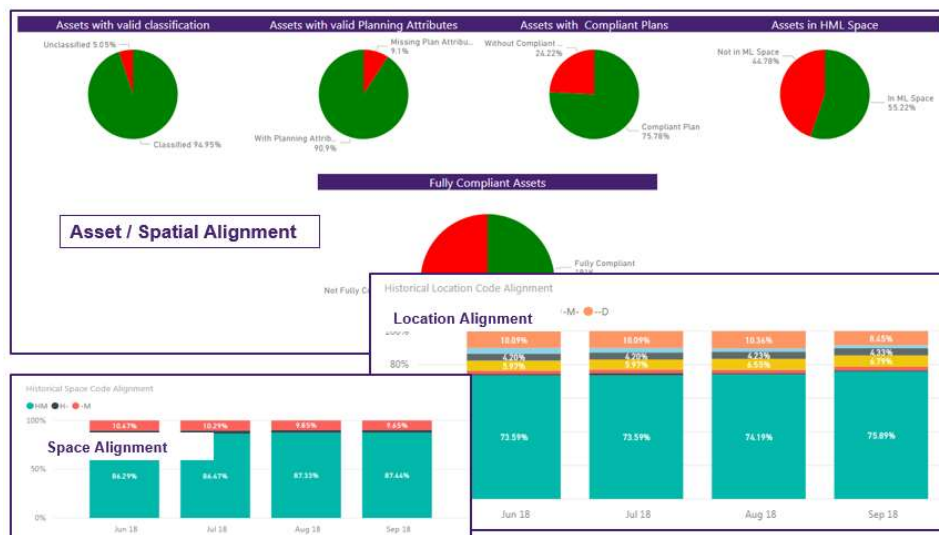 Assets with valid classification
Assets with valid Planning Attributes
Assets with Compliant Plans
Assets in HML Space
Unclassified 5.05%
Classified 94.95%
Missing Plan Attribu...
9.1%
With Planning Attrib...
90.9%
Without Compliant ...
24.22%
Compliant Plan
75.78%
Not in ML Space
44.78%
In ML Space
55.22%
Fully Compliant Assets
Asset / Spatial Alignment
Fully Compliant
Not Fully
Historical Location Code Alignment
Location Alignment
-M- --D
100%
80%
10.09% 10.09% 10.36% 8.65%
4.20% 4.20% 4.23% 4.33%
5.97% 5.97% 6.55% 6.79%
73.59% 73.59% 74.19% 75.89%
Jun 18 Jul 18 Aug 18 Sep 18
Historical Space Code Alignment
HM H- -M
100%
50%
0%
Space Alignment
10.47% 10.29% 9.85% 9.65%
86.29% 86.47% 87.33% 87.44%
Jun 18 Jul 18 Aug 18 Sep 18